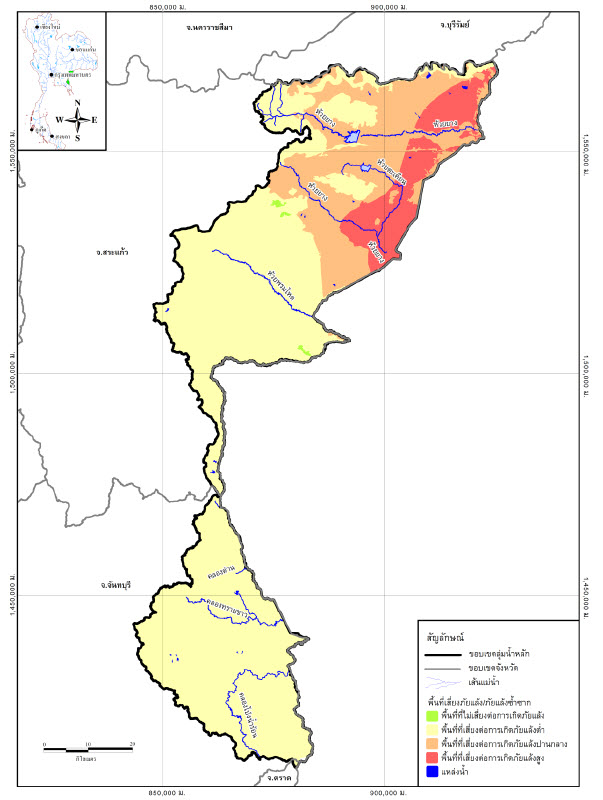 850,000 ม.
900,000 ม.
จ.นครราชสีมา
จ.บุรีรัมย์
เชียงใหม่
ขอนแก่น
กรุงเทพมหานคร
ภูเก็ต
สงขลา
N
W E
S
1,550,000 ม.
1,550,000 ม.
ห้วยยาง
ห้วยยาง
ห้วยตะเคียน
ห้วยยาง
ห้วยยาง
จ.สระแก้ว
ห้วยพรมโหด
1,500,000 ม.
1,500,000 ม.
คลองด่าน
คลองทรายขาว
จ.จันทบุรี
1,450,000 ม.
1,450,000 ม.
คลองโป่งน้ำร้อน
จ.ตราด
0 10 20
กิโลเมตร
สัญลักษณ์
ขอบเขตลุ่มน้ำหลัก
ขอบเขตจังหวัด
เส้นแม่น้ำ
พื้นที่เสี่ยงภัยแล้ง/ภัยแล้งซ้ำซาก
พื้นที่ที่ไม่เสี่ยงต่อการเกิดภัยแล้ง
พื้นที่ที่เสี่ยงต่อการเกิดภัยแล้งต่ำ
พื้นที่ที่เสี่ยงต่อการเกิดภัยแล้งปานกลาง
พื้นที่ที่เสี่ยงต่อการเกิดภัยแล้งสูง
แหล่งน้ำ
850,000 ม.
900,000 ม.